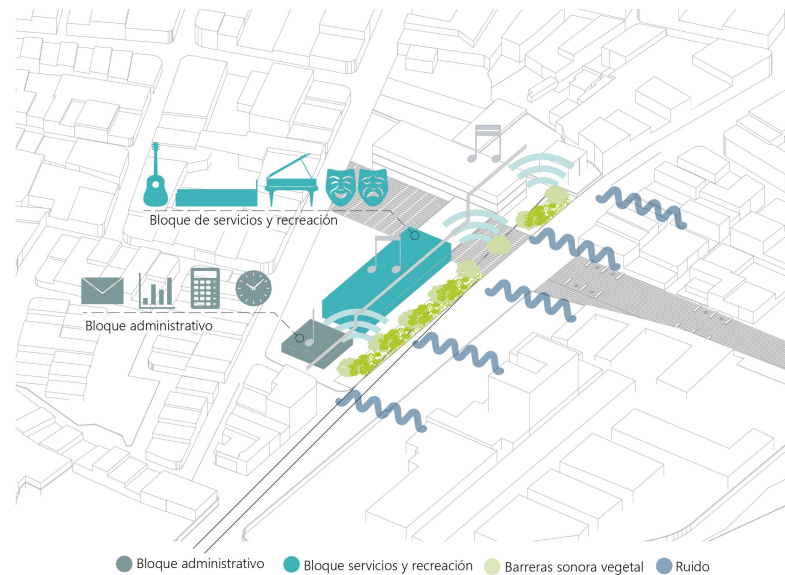 Bloque de servicios y recreación
Bloque administrativo
Bloque administrativo
Bloque servicios y recreación
Barreras sonora vegetal
Ruido